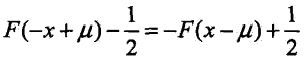 F(-x + μ) - 1/2 = -F(x - μ) + 1/2